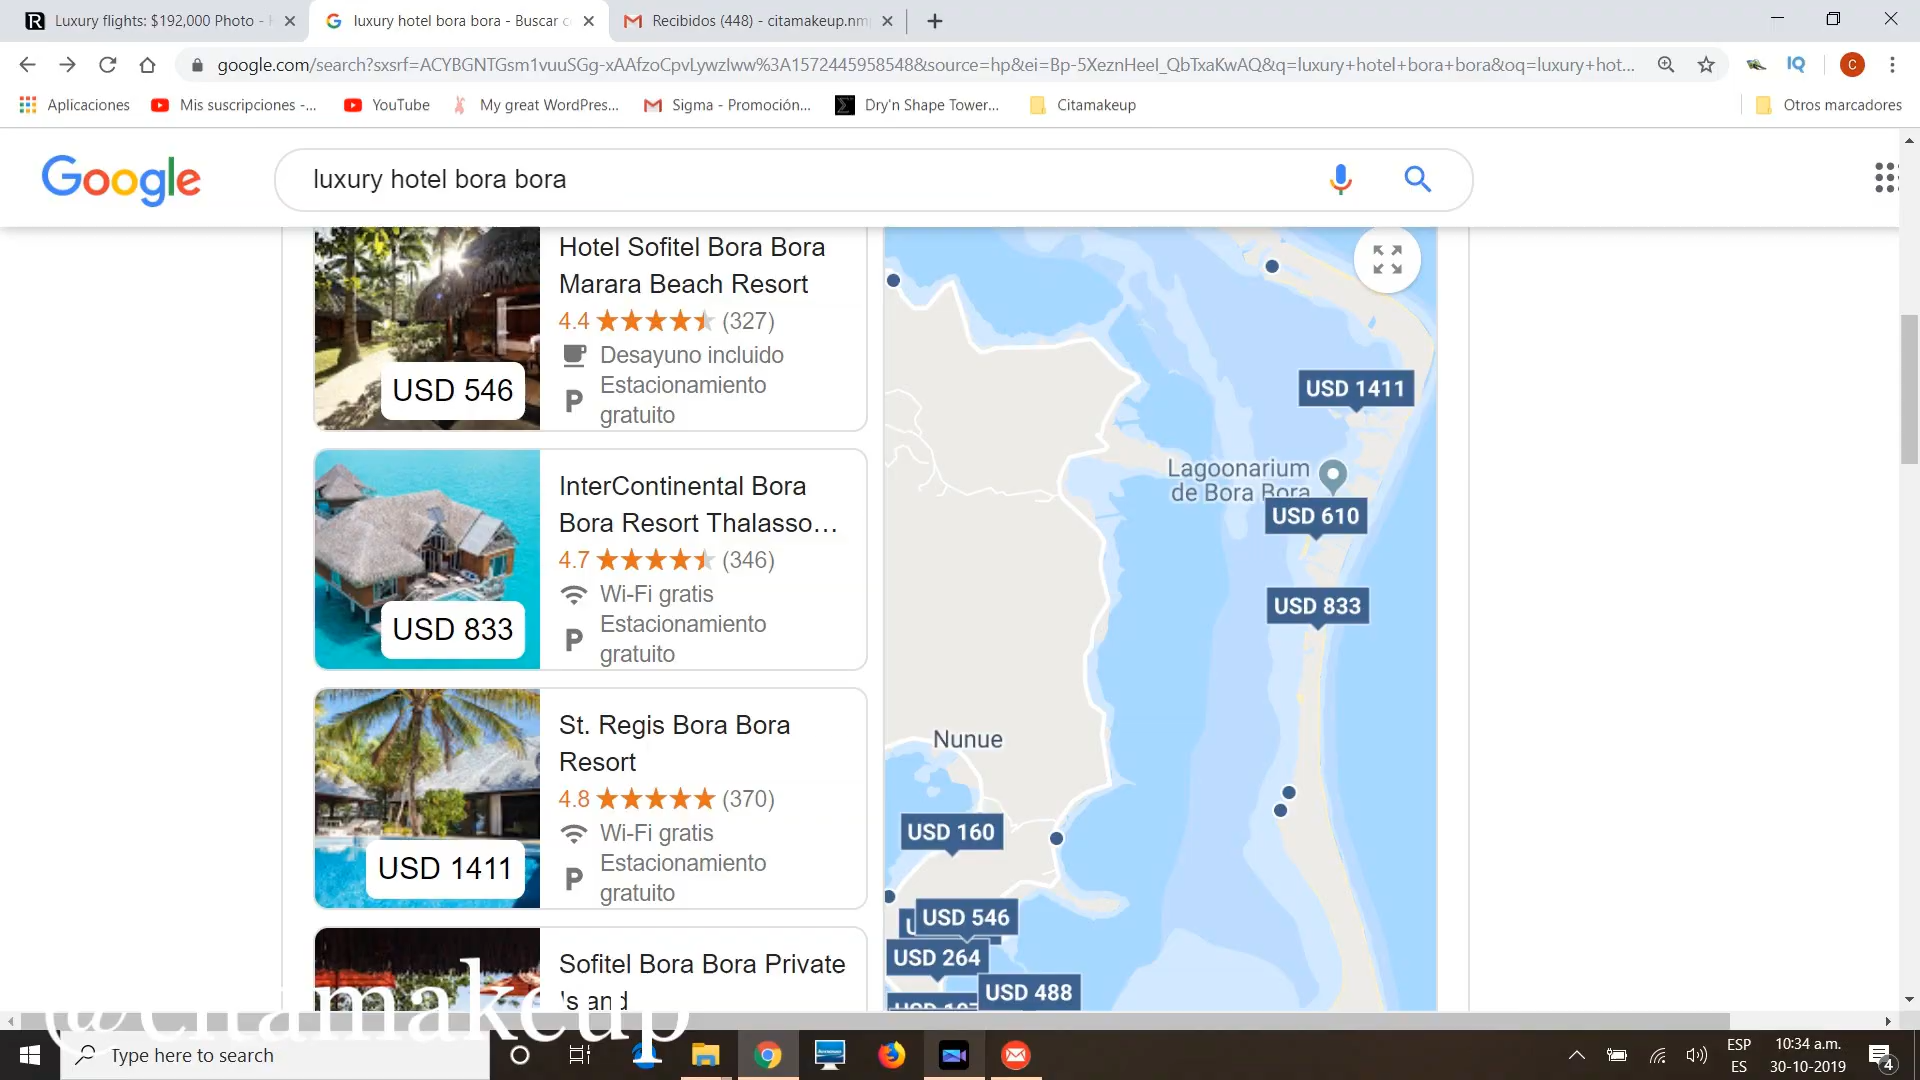 Luxury flights: $192,000 Photo -
luxury hotel bora bora - Buscar c
Recibidos (448) - citamakeup.nm
google.com/search?sxsrf=ACYBGNTGsm1vuuSGg-xAAfzoCpvLywzIww%3A1572445958548&source=hp&ei=Bp-5XeznHeeI_QbTxaKwAQ&q=luxury+hotel+bora+bora&oq=luxury+hot...
Aplicaciones
Mis suscripciones -...
YouTube
My great WordPres...
Sigma - Promoción...
Dry'n Shape Tower...
Citamakeup
Otros marcadores
Google
luxury hotel bora bora
Hotel Sofitel Bora Bora
Marara Beach Resort
4.4 (327)
Desayuno incluido
Estacionamiento
gratuito
USD 546
InterContinental Bora
Bora Resort Thalasso...
4.7 (346)
Wi-Fi gratis
Estacionamiento
gratuito
USD 833
St. Regis Bora Bora
Resort
4.8 (370)
Wi-Fi gratis
Estacionamiento
gratuito
USD 1411
Sofitel Bora Bora Private
Island
USD 1411
Lagoonarium
de Bora Bora
USD 610
USD 833
Nunue
USD 160
USD 546
USD 264
USD 488
@citamakeup
Type here to search
ESP
ES
10:34 a.m.
30-10-2019
4